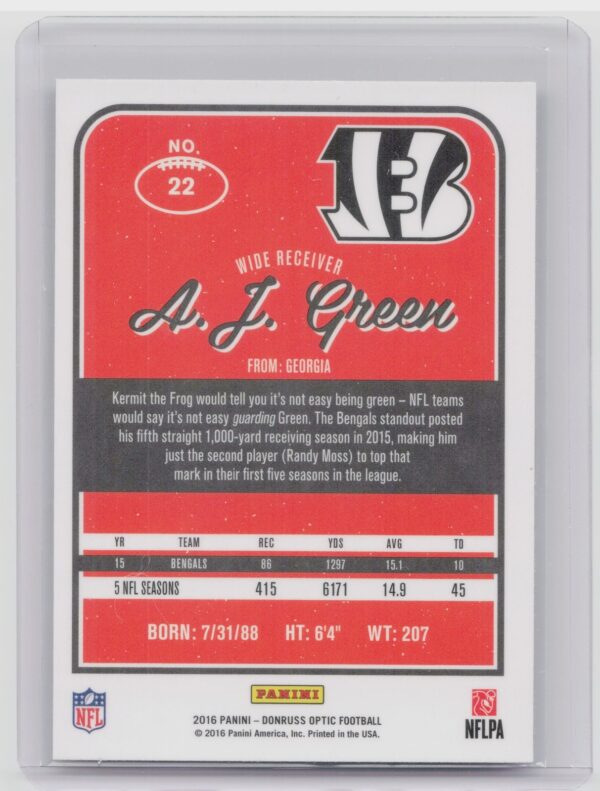 NO.
22
B
WIDE RECEIVER
A. J. Green
FROM: GEORGIA
Kermit the Frog would tell you it's not easy being green – NFL teams
would say it's not easy guarding Green. The Bengals standout posted
his fifth straight 1,000-yard receiving season in 2015, making him
just the second player (Randy Moss) to top that
mark in their first five seasons in the league.
YR TEAM REC YDS AVG TD
15 BENGALS 86 1297 15.1 10
5 NFL SEASONS 415 6171 14.9 45
BORN: 7/31/88 HT: 6'4" WT: 207
PANINI
NFL
2016 PANINI – DONRUSS OPTIC FOOTBALL
© 2016 Panini America, Inc. Printed in the USA.
NFLPA